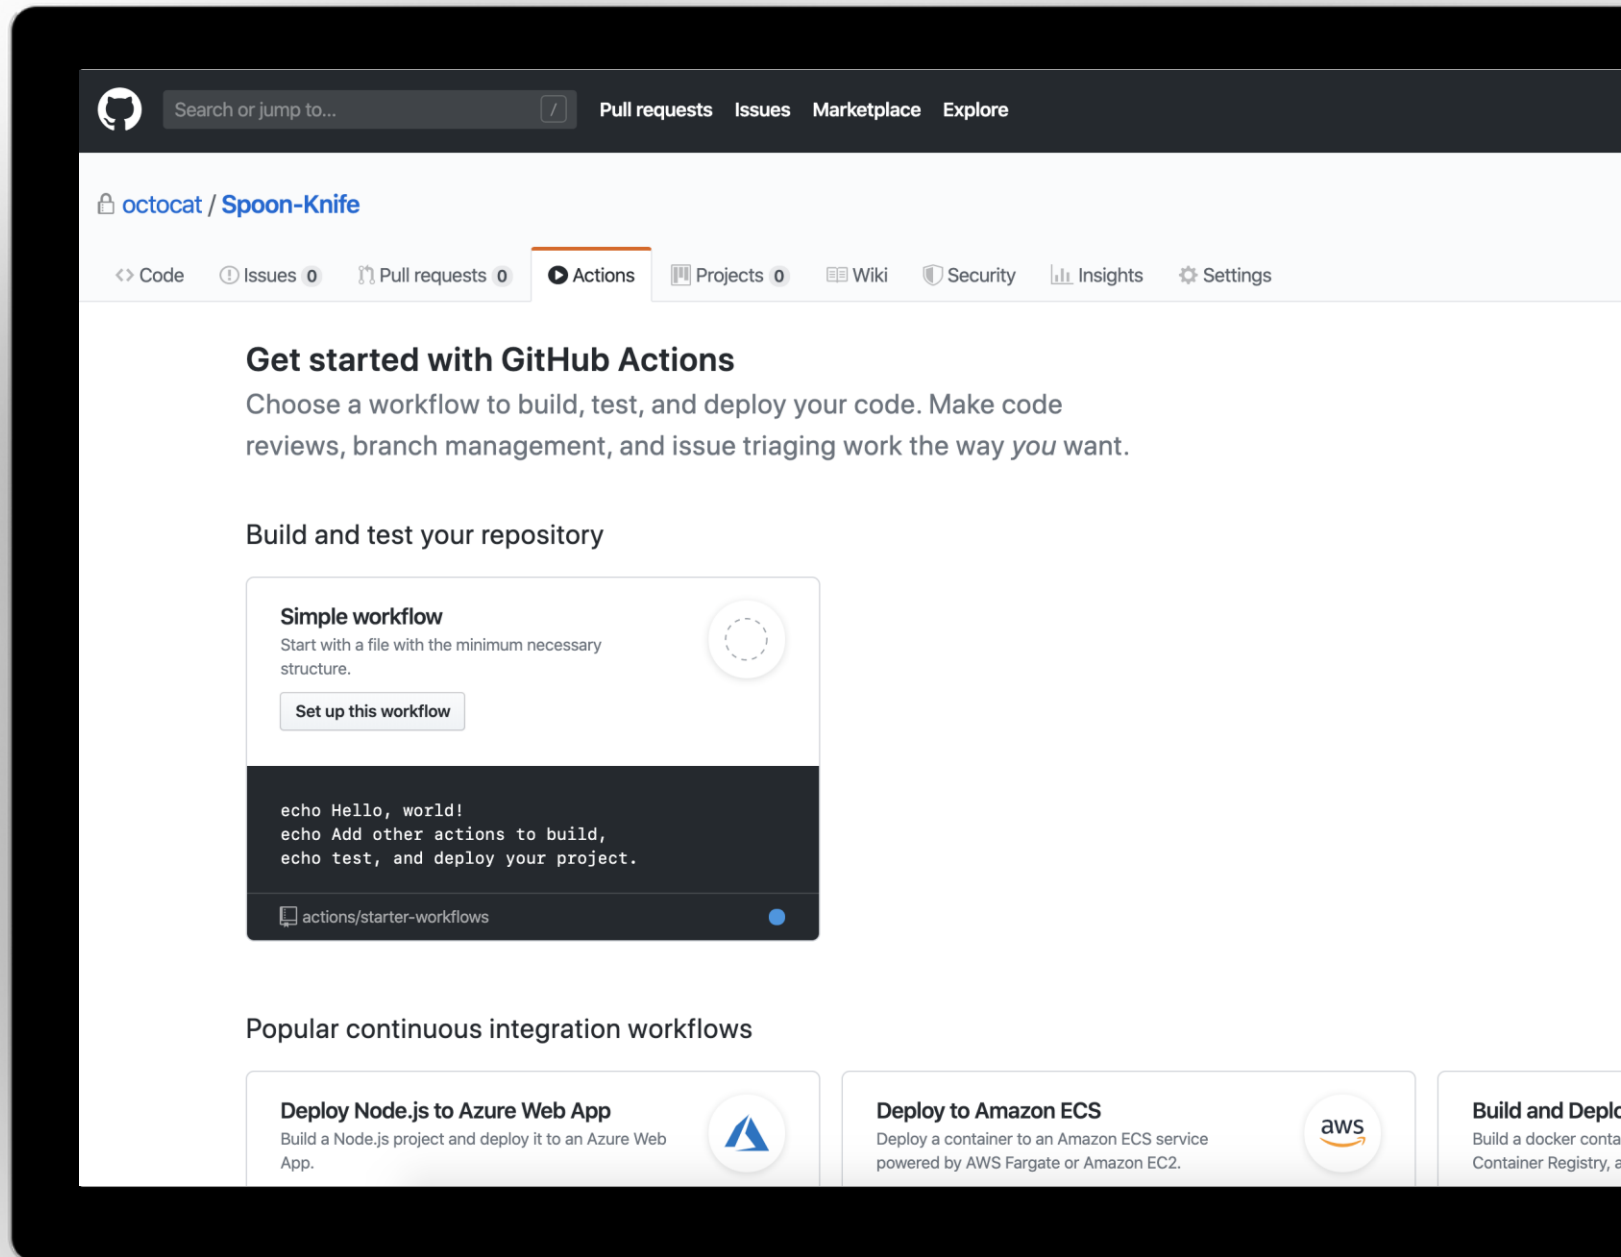 Search or jump to... /
Pull requests Issues Marketplace Explore
octocat / Spoon-Knife
Code Issues 0 Pull requests 0 Actions Projects 0 Wiki Security Insights Settings
Get started with GitHub Actions
Choose a workflow to build, test, and deploy your code. Make code
reviews, branch management, and issue triaging work the way you want.
Build and test your repository
Simple workflow
Start with a file with the minimum necessary
structure.
Set up this workflow
echo Hello, world!
echo Add other actions to build,
echo test, and deploy your project.
actions/starter-workflows
Popular continuous integration workflows
Deploy Node.js to Azure Web App
Build a Node.js project and deploy it to an Azure Web
App.
Deploy to Amazon ECS
Deploy a container to an Amazon ECS service
powered by AWS Fargate or Amazon EC2.
aws
Build and
Build a docker
Container Registry,